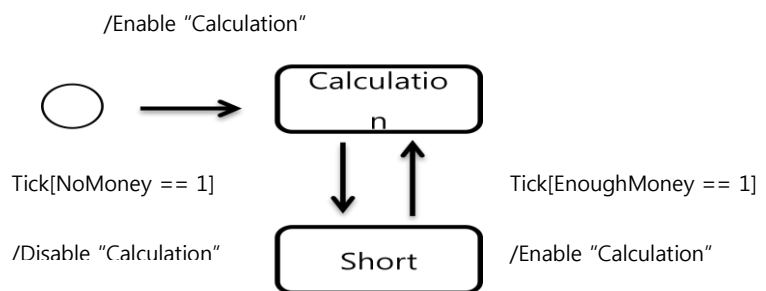 /Enable “Calculation”
Calculatio
n
Tick[NoMoney == 1]
Tick[EnoughMoney == 1]
/Disable “Calculation”
Short
/Enable “Calculation”